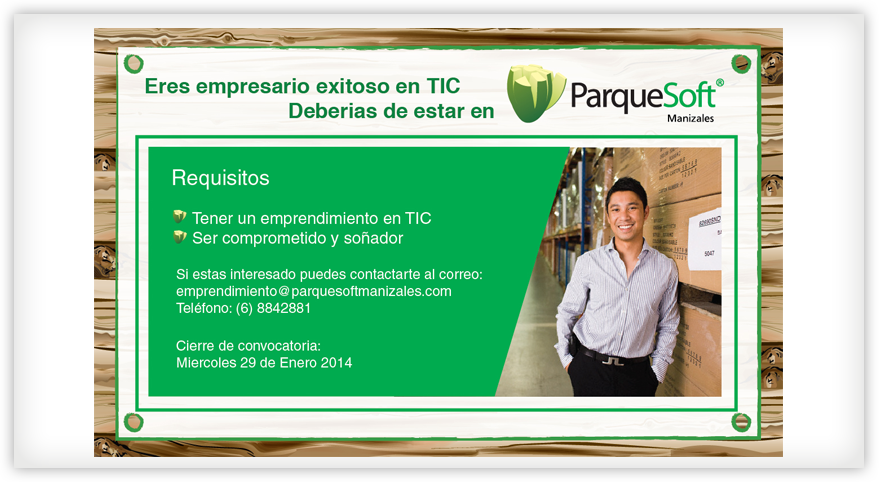 Eres empresario exitoso en TIC
Deberias de estar en
ParqueSoft®
Manizales
Requisitos
Tener un emprendimiento en TIC
Ser comprometido y soñador
Si estas interesado puedes contactarte al correo:
emprendimiento@parquesoftmanizales.com
Teléfono: (6) 8842881
Cierre de convocatoria:
Miercoles 29 de Enero 2014
5047